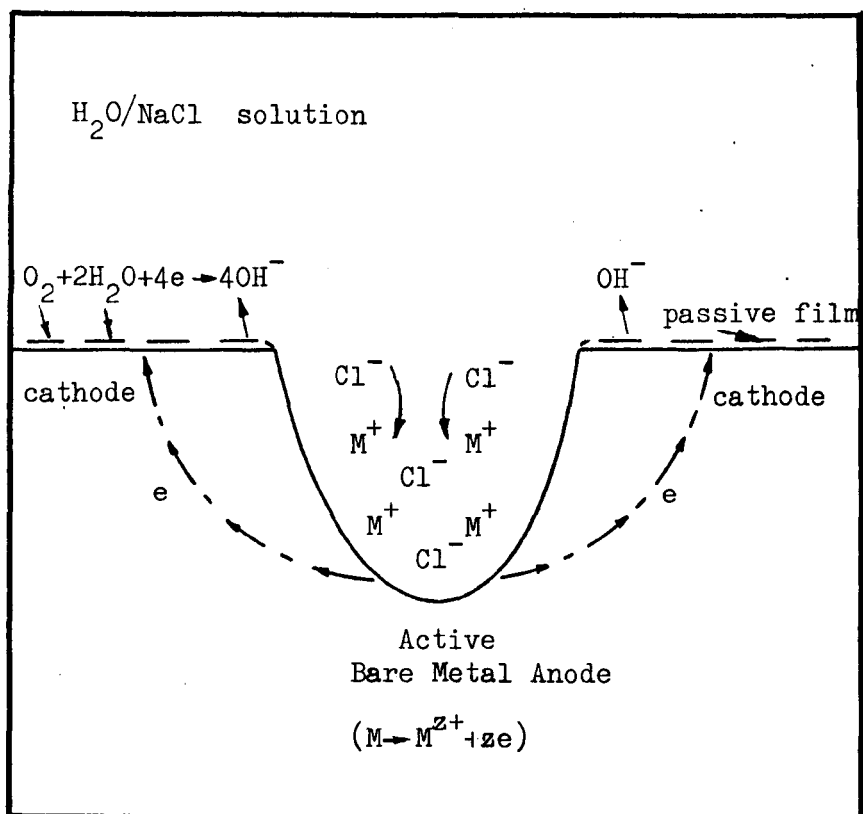 H₂O/NaCl solution
O₂+2H₂O+4e→4OH⁻
OH⁻
passive film
cathode
Cl⁻ Cl⁻
cathode
M⁺ M⁺
Cl⁻
e
M⁺ M⁺
e
Cl⁻
Active
Bare Metal Anode
(M→M^{z+}+ze)